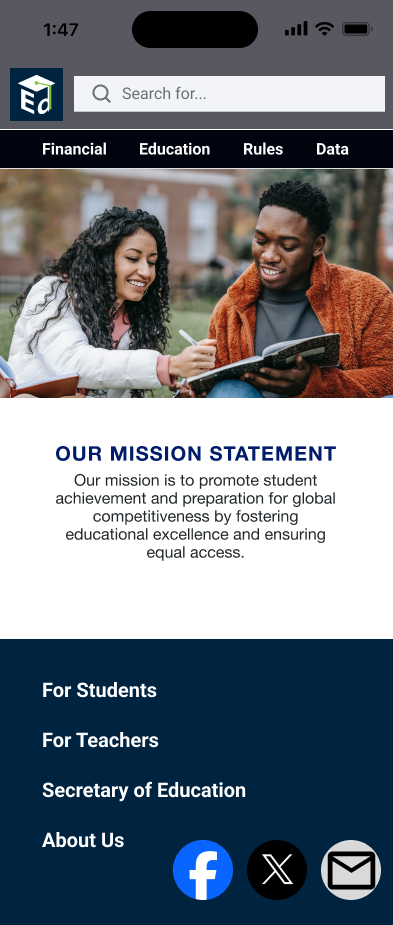 1:47
Ed
Search for...
Financial Education Rules Data
OUR MISSION STATEMENT
Our mission is to promote student
achievement and preparation for global
competitiveness by fostering
educational excellence and ensuring
equal access.
For Students
For Teachers
Secretary of Education
About Us